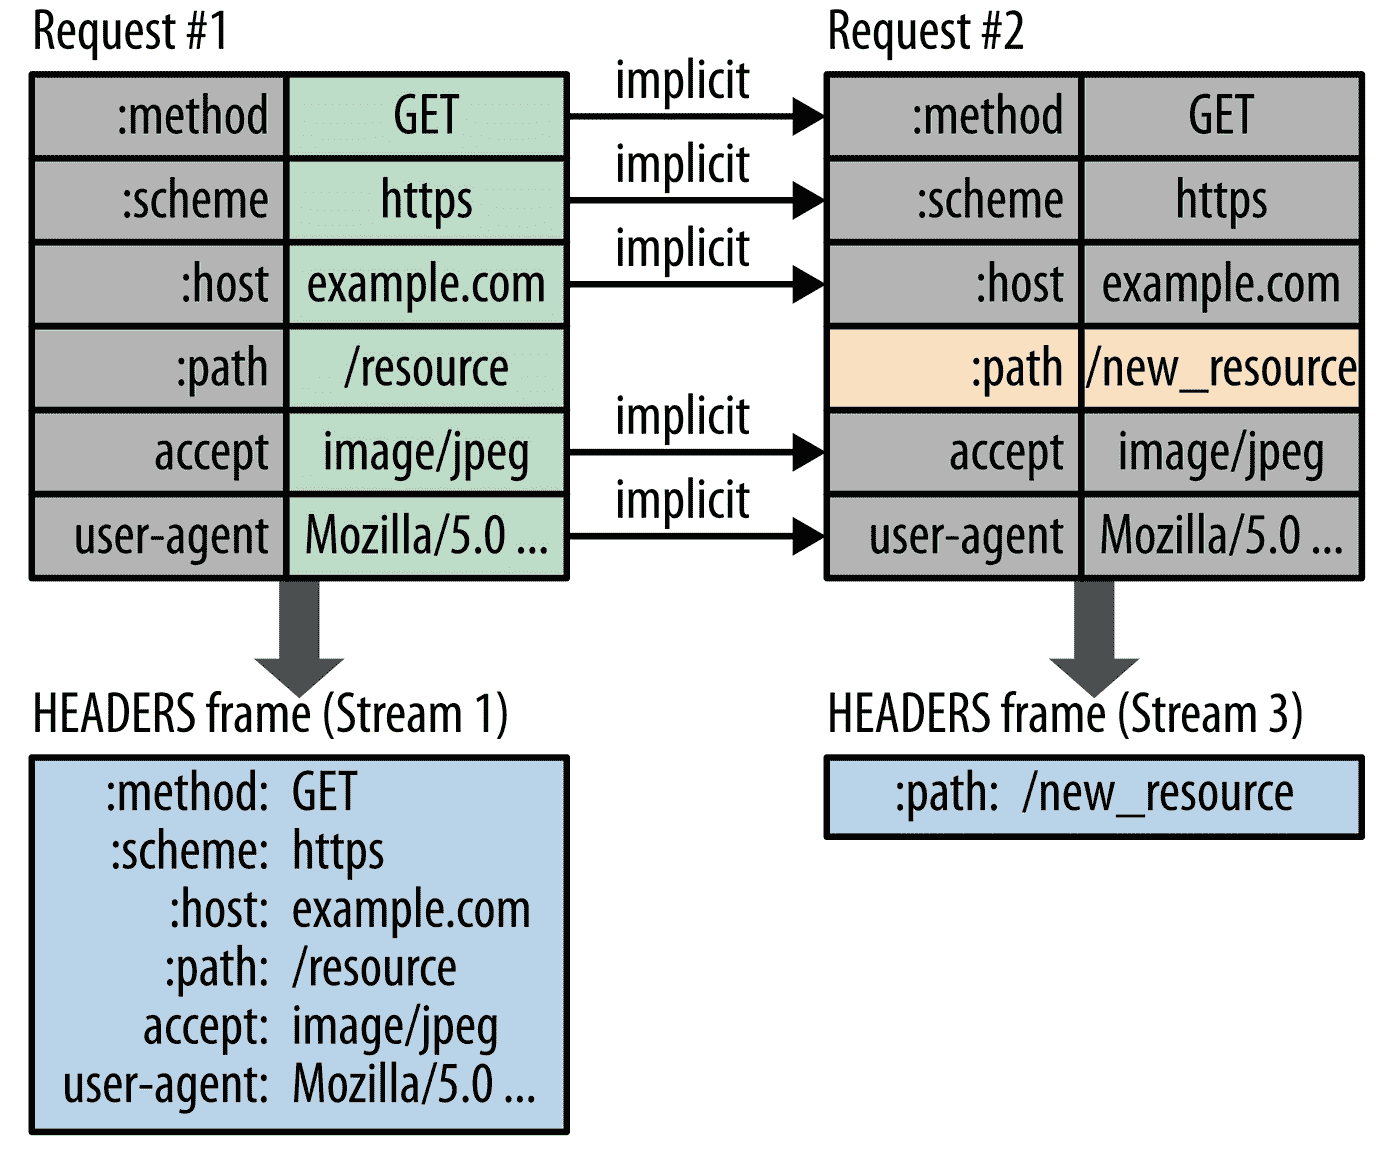 Request #1
:method GET
:scheme https
:host example.com
:path /resource
accept image/jpeg
user-agent Mozilla/5.0 ...
implicit
implicit
implicit
implicit
implicit
Request #2
:method GET
:scheme https
:host example.com
:path /new_resource
accept image/jpeg
user-agent Mozilla/5.0 ...
HEADERS frame (Stream 1)
:method: GET
:scheme: https
:host: example.com
:path: /resource
accept: image/jpeg
user-agent: Mozilla/5.0 ...
HEADERS frame (Stream 3)
:path: /new_resource